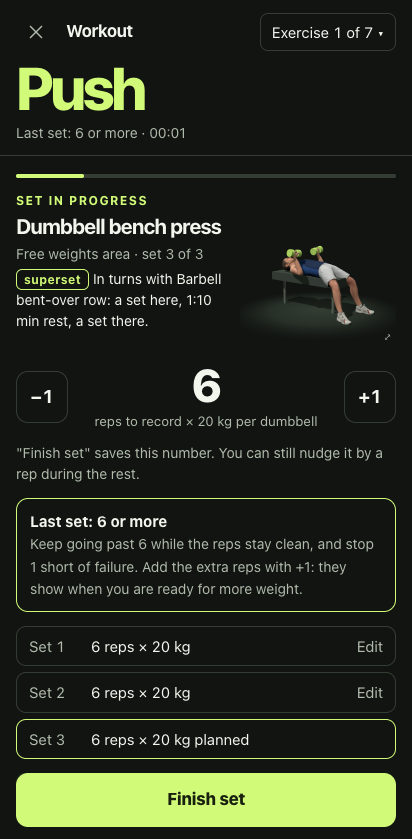 Workout
Exercise 1 of 7
Push
Last set: 6 or more · 00:01
SET IN PROGRESS
Dumbbell bench press
Free weights area · set 3 of 3
superset In turns with Barbell
bent-over row: a set here, 1:10
min rest, a set there.
−1
6
+1
reps to record × 20 kg per dumbbell
"Finish set" saves this number. You can still nudge it by a
rep during the rest.
Last set: 6 or more
Keep going past 6 while the reps stay clean, and stop
1 short of failure. Add the extra reps with +1: they
show when you are ready for more weight.
Set 1 6 reps × 20 kg Edit
Set 2 6 reps × 20 kg Edit
Set 3 6 reps × 20 kg planned
Finish set